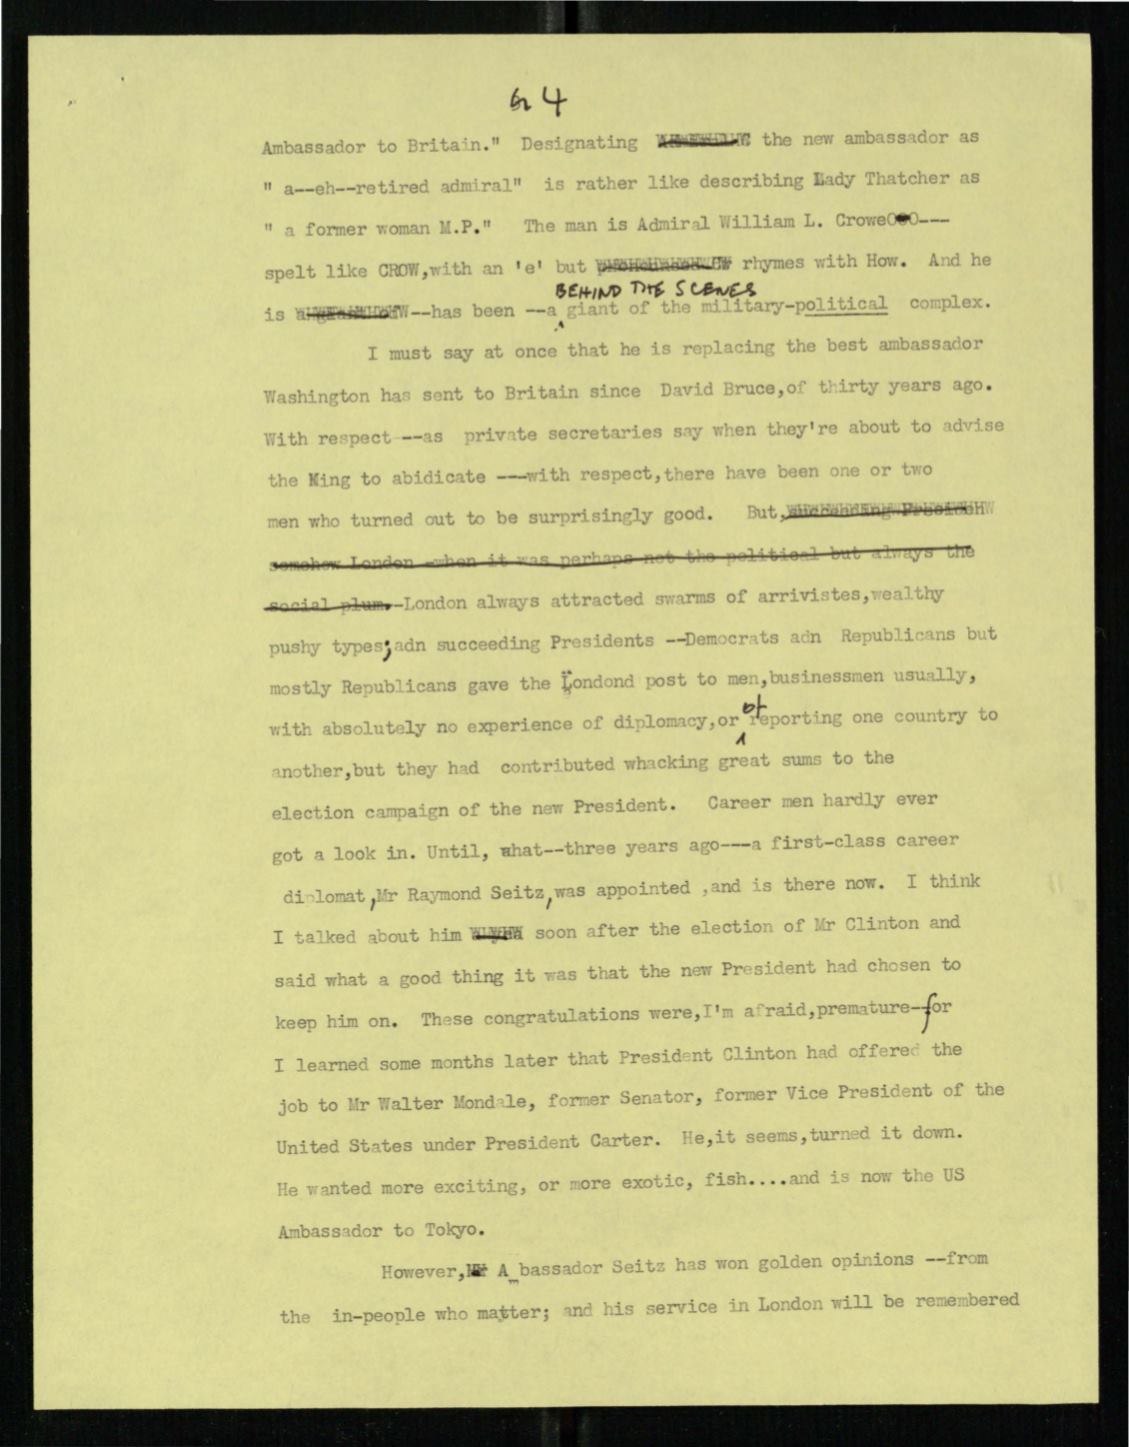 4
Ambassador to Britain." Designating the new ambassador as
" a--eh--retired admiral" is rather like describing Lady Thatcher as
" a former woman M.P." The man is Admiral William L. Crowe---
spelt like CROW,with an 'e' but rhymes with How. And he
BEHIND THE SCENES
is --has been --a giant of the military-political complex.
I must say at once that he is replacing the best ambassador
Washington has sent to Britain since David Bruce,of thirty years ago.
With respect --as private secretaries say when they're about to advise
the King to abidicate ---with respect,there have been one or two
men who turned out to be surprisingly good. But, succeeding
somehow London -when it was perhaps not the political but always the
social plum.-London always attracted swarms of arrivistes,wealthy
pushy types;adn succeeding Presidents --Democrats adn Republicans but
mostly Republicans gave the Londond post to men,businessmen usually,
with absolutely no experience of diplomacy,or of reporting one country to
another,but they had contributed whacking great sums to the
election campaign of the new President. Career men hardly ever
got a look in. Until, what--three years ago---a first-class career
diplomat,Mr Raymond Seitz,was appointed ,and is there now. I think
I talked about him soon after the election of Mr Clinton and
said what a good thing it was that the new President had chosen to
keep him on. These congratulations were,I'm afraid,premature--for
I learned some months later that President Clinton had offered the
job to Mr Walter Mondale, former Senator, former Vice President of the
United States under President Carter. He,it seems,turned it down.
He wanted more exciting, or more exotic, fish....and is now the US
Ambassador to Tokyo.
However, Ambassador Seitz has won golden opinions --from
the in-people who matter; and his service in London will be remembered